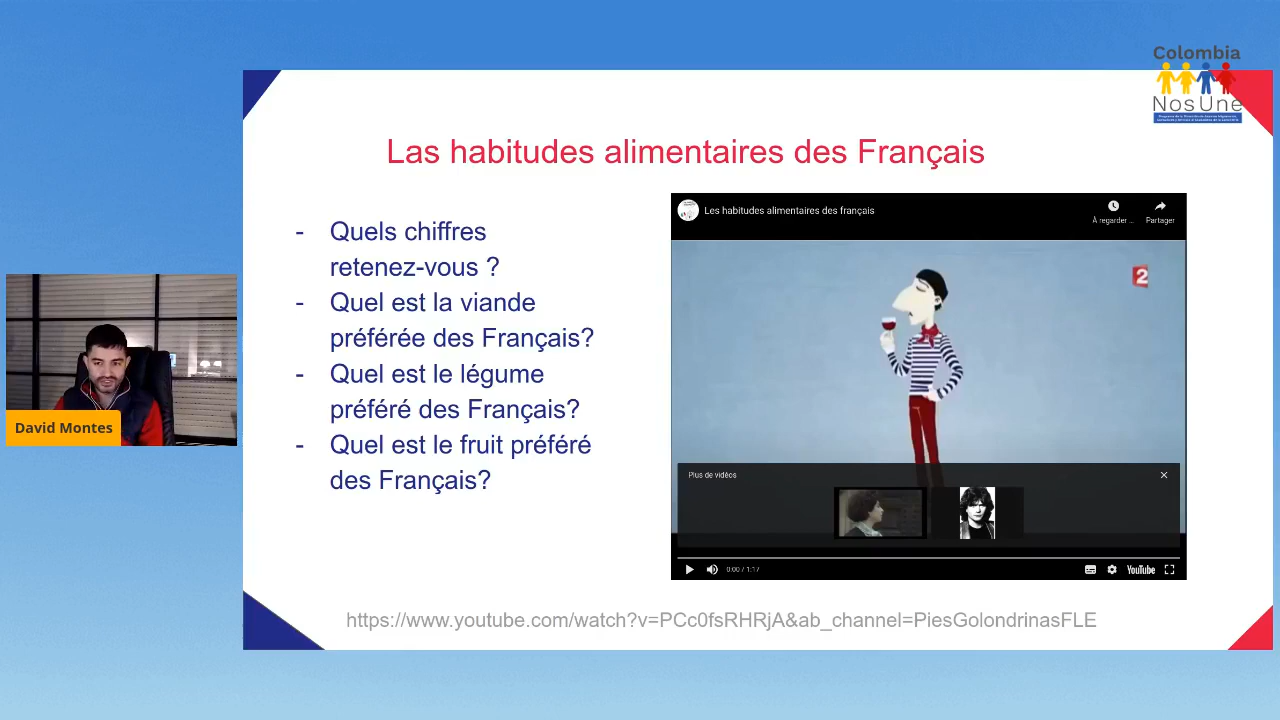 Colombia
NosUne
Las habitudes alimentaires des Français
- Quels chiffres
retenez-vous ?
- Quel est la viande
préférée des Français?
- Quel est le légume
préféré des Français?
- Quel est le fruit préféré
des Français?
Les habitudes alimentaires des français
À regarder ...
Partager
2
Plus de vidéos
0:00 / 1:17
YouTube
David Montes
https://www.youtube.com/watch?v=PCc0fsRHRjA&ab_channel=PiesGolondrinasFLE